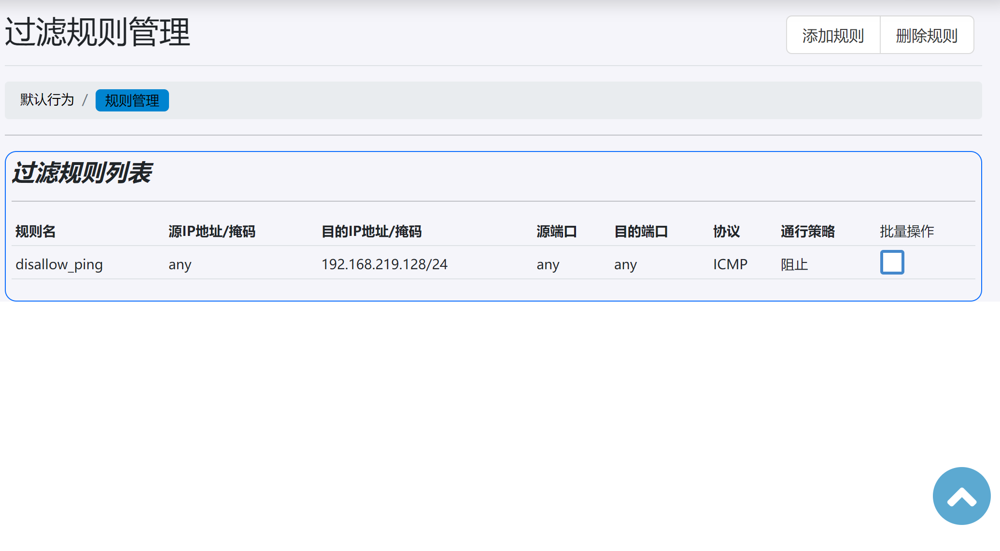 过滤规则管理
添加规则 删除规则
默认行为 / 规则管理
过滤规则列表
规则名 源IP地址/掩码 目的IP地址/掩码 源端口 目的端口 协议 通行策略 批量操作
disallow_ping any 192.168.219.128/24 any any ICMP 阻止